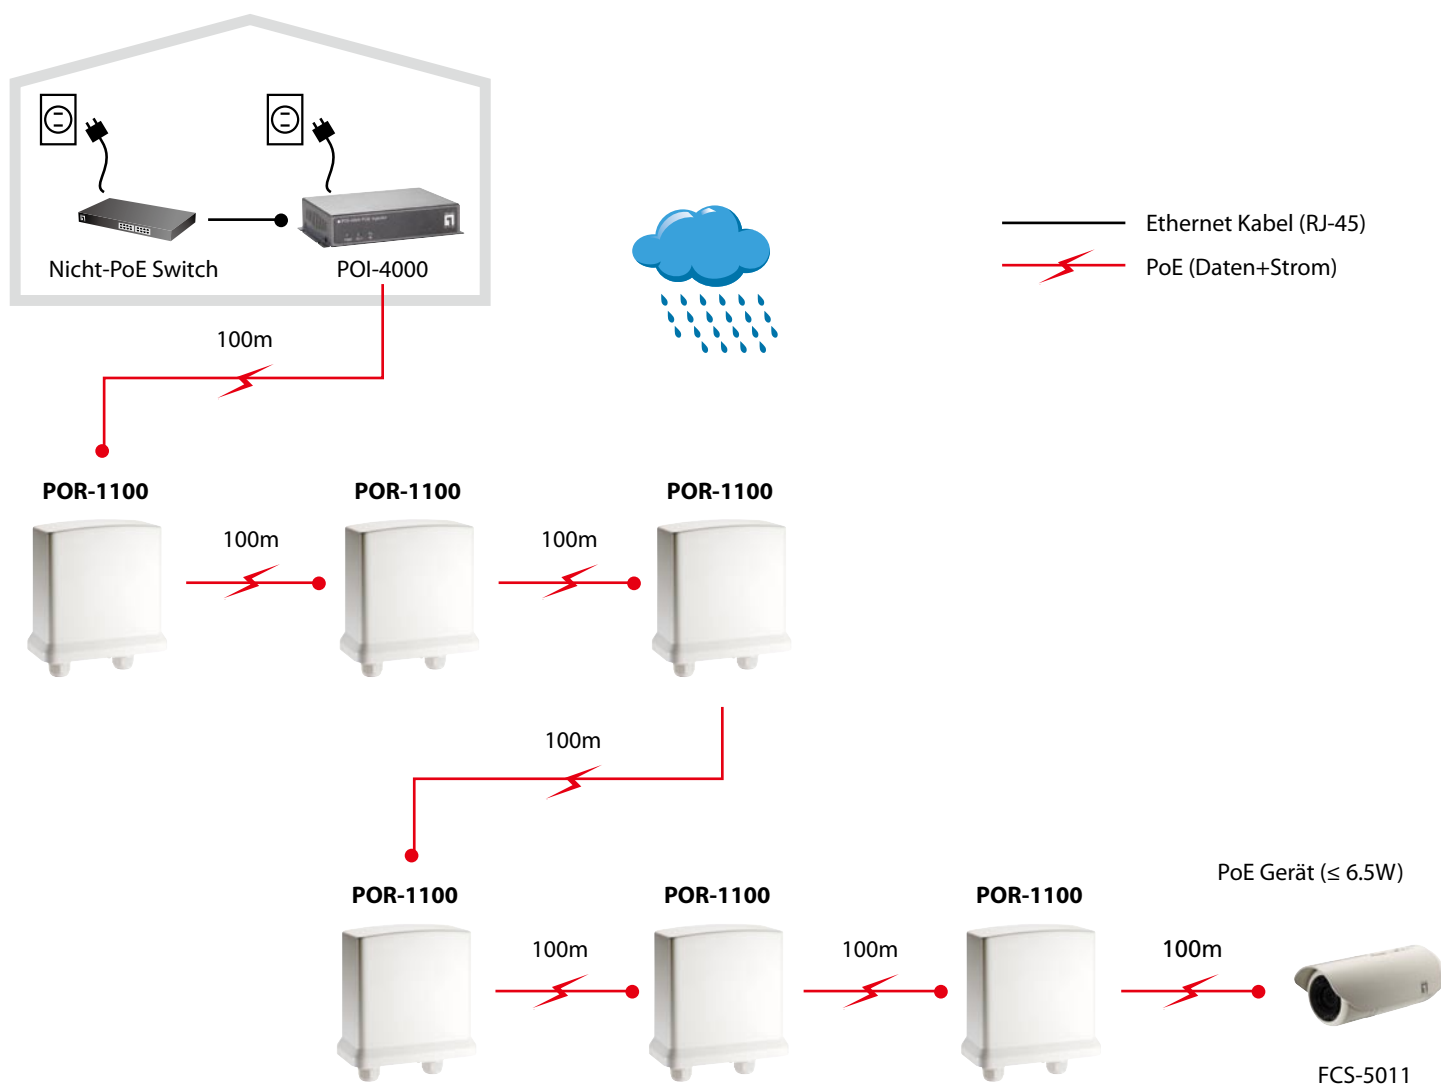 Nicht-PoE Switch
POI-4000
Ethernet Kabel (RJ-45)
PoE (Daten+Strom)
100m
POR-1100
POR-1100
POR-1100
100m
100m
100m
PoE Gerät (≤ 6.5W)
POR-1100
POR-1100
POR-1100
100m
100m
100m
FCS-5011